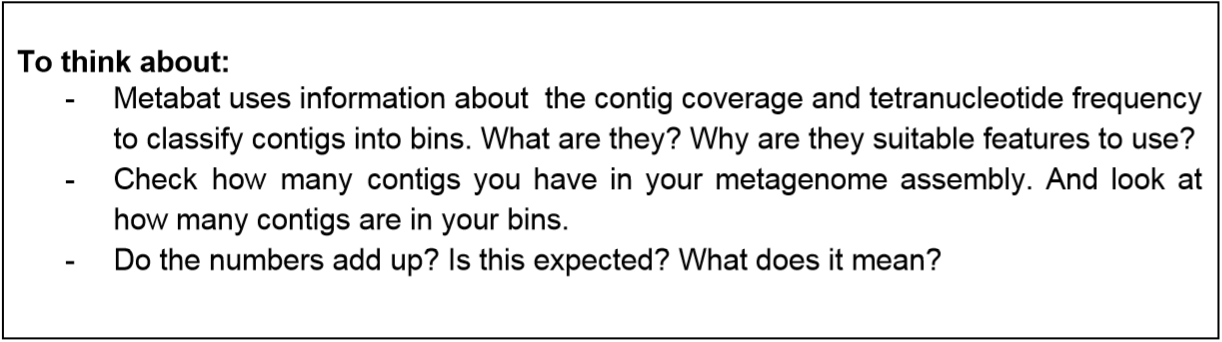 To think about:
- Metabat uses information about the contig coverage and tetranucleotide frequency
to classify contigs into bins. What are they? Why are they suitable features to use?
- Check how many contigs you have in your metagenome assembly. And look at
how many contigs are in your bins.
- Do the numbers add up? Is this expected? What does it mean?